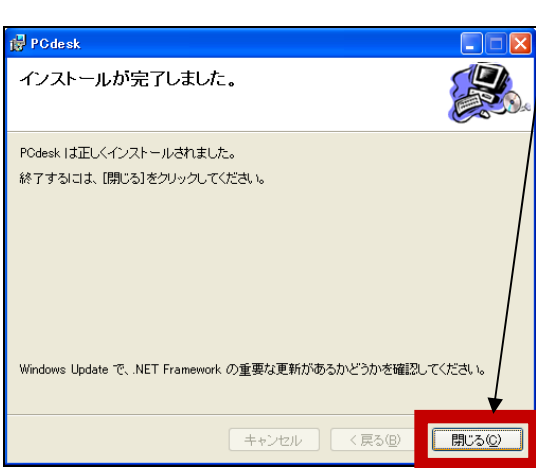 PCdesk
インストールが完了しました。
PCdesk は正しくインストールされました。
終了するには、[閉じる]をクリックしてください。
Windows Update で、.NET Framework の重要な更新があるかどうかを確認してください。
キャンセル < 戻る(B) 閉じる(C)